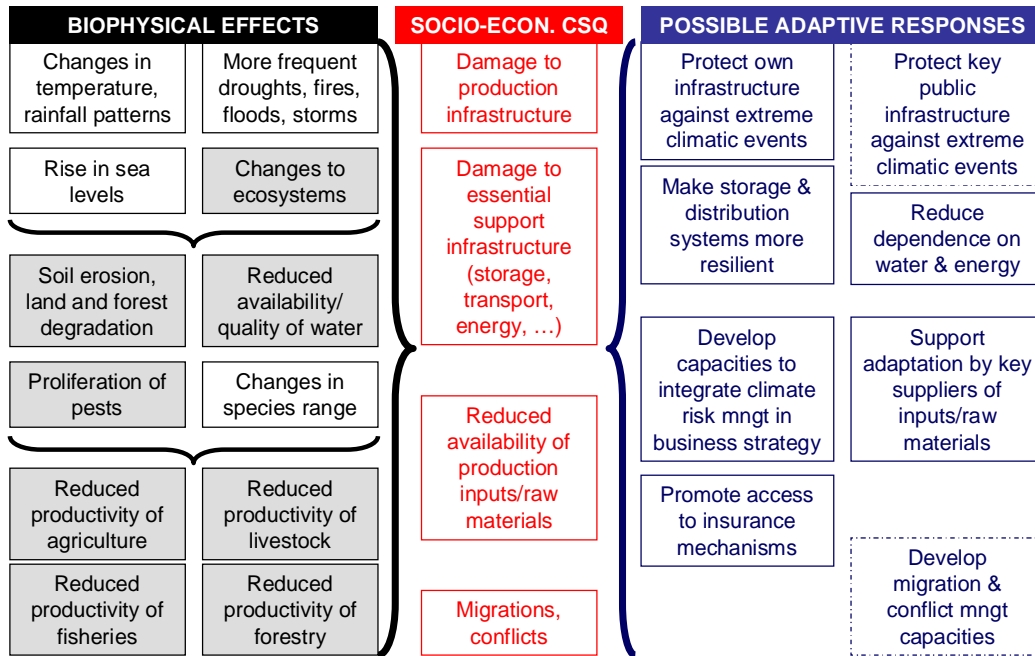 BIOPHYSICAL EFFECTS
Changes in
temperature,
rainfall patterns
More frequent
droughts, fires,
floods, storms
Rise in sea
levels
Changes to
ecosystems
Soil erosion,
land and forest
degradation
Reduced
availability/
quality of water
Proliferation of
pests
Changes in
species range
Reduced
productivity of
agriculture
Reduced
productivity of
livestock
Reduced
productivity of
fisheries
Reduced
productivity of
forestry
SOCIO-ECON. CSQ
Damage to
production
infrastructure
Damage to
essential
support
infrastructure
(storage,
transport,
energy, …)
Reduced
availability of
production
inputs/raw
materials
Migrations,
conflicts
POSSIBLE ADAPTIVE RESPONSES
Protect own
infrastructure
against extreme
climatic events
Protect key
public
infrastructure
against extreme
climatic events
Make storage &
distribution
systems more
resilient
Reduce
dependence on
water & energy
Develop
capacities to
integrate climate
risk mngt in
business strategy
Support
adaptation by key
suppliers of
inputs/raw
materials
Promote access
to insurance
mechanisms
Develop
migration &
conflict mngt
capacities